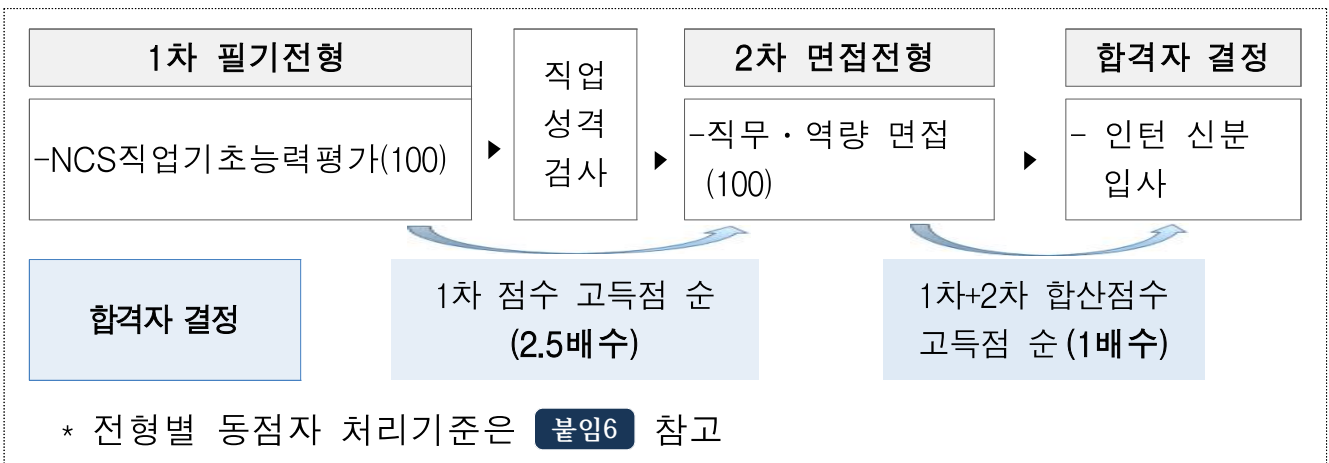 1차 필기전형
-NCS직업기초능력평가(100)
▶
직업
성격
검사
▶
2차 면접전형
-직무·역량 면접
(100)
▶
합격자 결정
- 인턴 신분
입사
합격자 결정
1차 점수 고득점 순
(2.5배수)
1차+2차 합산점수
고득점 순(1배수)
* 전형별 동점자 처리기준은 붙임6 참고